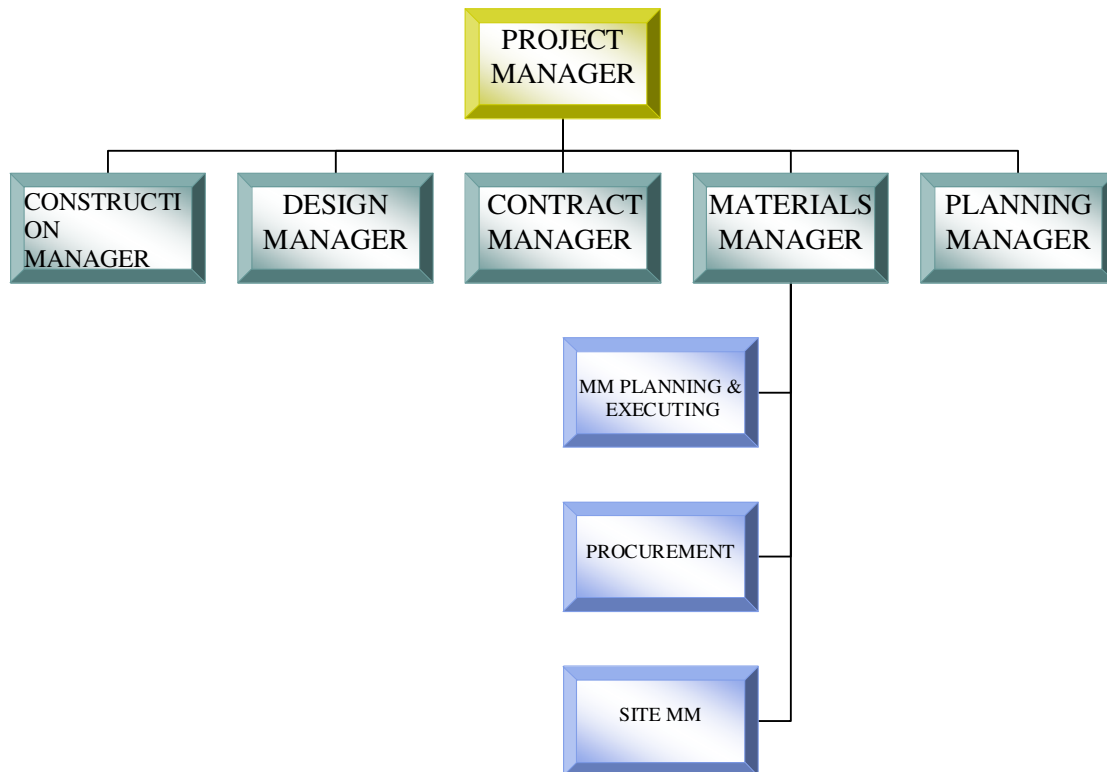 PROJECT
MANAGER
CONSTRUCTI
ON
MANAGER
DESIGN
MANAGER
CONTRACT
MANAGER
MATERIALS
MANAGER
PLANNING
MANAGER
MM PLANNING &
EXECUTING
PROCUREMENT
SITE MM